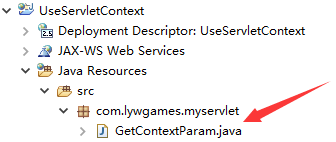 UseServletContext
Deployment Descriptor: UseServletContext
JAX-WS Web Services
Java Resources
src
com.lywgames.myservlet
GetContextParam.java